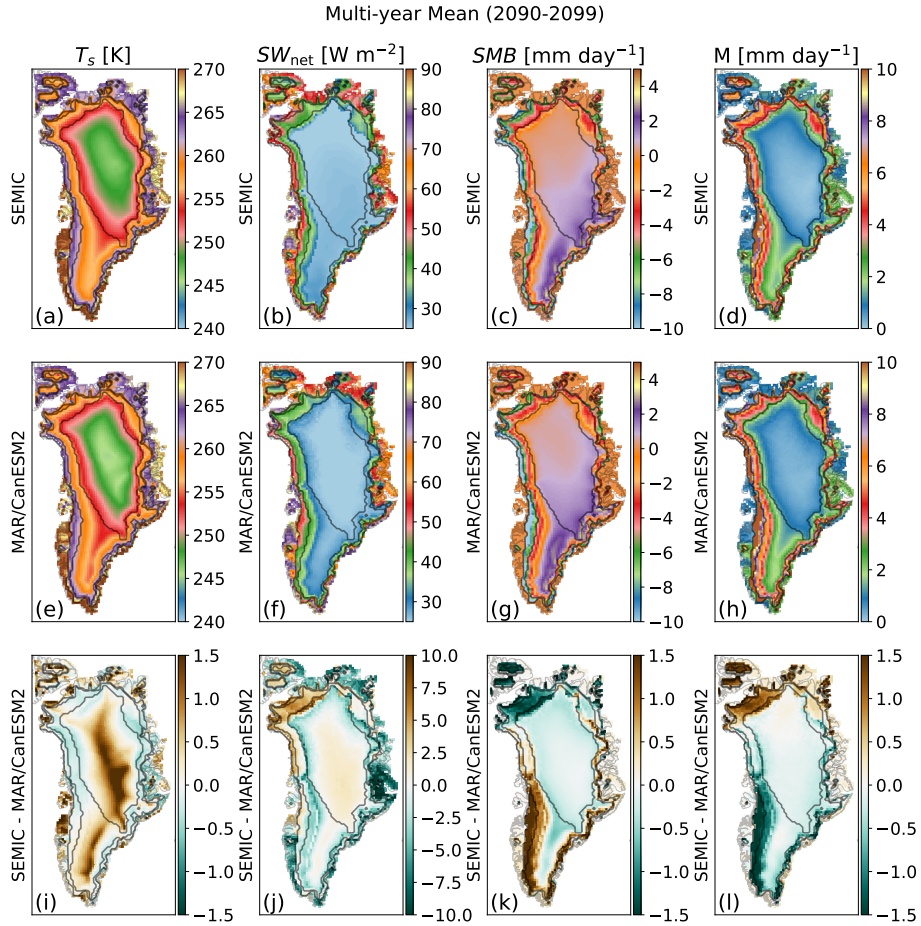 Multi-year Mean (2090-2099)
T_s [K]
SW_net [W m⁻²]
SMB [mm day⁻¹]
M [mm day⁻¹]
SEMIC
(a)
270
265
260
255
250
245
240
SEMIC
(b)
90
80
70
60
50
40
30
SEMIC
(c)
4
2
0
−2
−4
−6
−8
−10
SEMIC
(d)
10
8
6
4
2
0
MAR/CanESM2
(e)
270
265
260
255
250
245
240
MAR/CanESM2
(f)
90
80
70
60
50
40
30
MAR/CanESM2
(g)
4
2
0
−2
−4
−6
−8
−10
MAR/CanESM2
(h)
10
8
6
4
2
0
SEMIC - MAR/CanESM2
(i)
1.5
1.0
0.5
0.0
−0.5
−1.0
−1.5
SEMIC - MAR/CanESM2
(j)
10.0
7.5
5.0
2.5
0.0
−2.5
−5.0
−7.5
−10.0
SEMIC - MAR/CanESM2
(k)
1.5
1.0
0.5
0.0
−0.5
−1.0
−1.5
SEMIC - MAR/CanESM2
(l)
1.5
1.0
0.5
0.0
−0.5
−1.0
−1.5